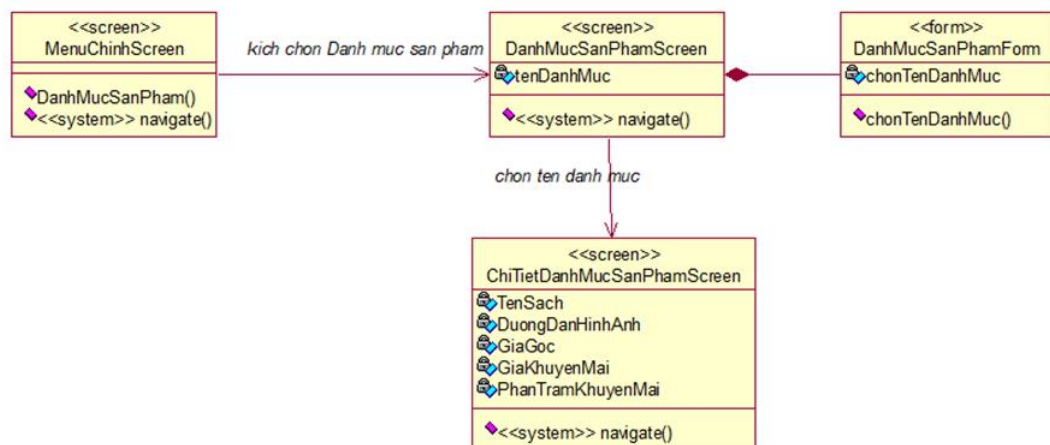 <<screen>>
MenuChinhScreen
DanhMucSanPham()
<<system>> navigate()
kich chon Danh muc san pham
<<screen>>
DanhMucSanPhamScreen
tenDanhMuc
<<system>> navigate()
<<form>>
DanhMucSanPhamForm
chonTenDanhMuc
chonTenDanhMuc()
chon ten danh muc
<<screen>>
ChiTietDanhMucSanPhamScreen
TenSach
DuongDanHinhAnh
GiaGoc
GiaKhuyenMai
PhanTramKhuyenMai
<<system>> navigate()